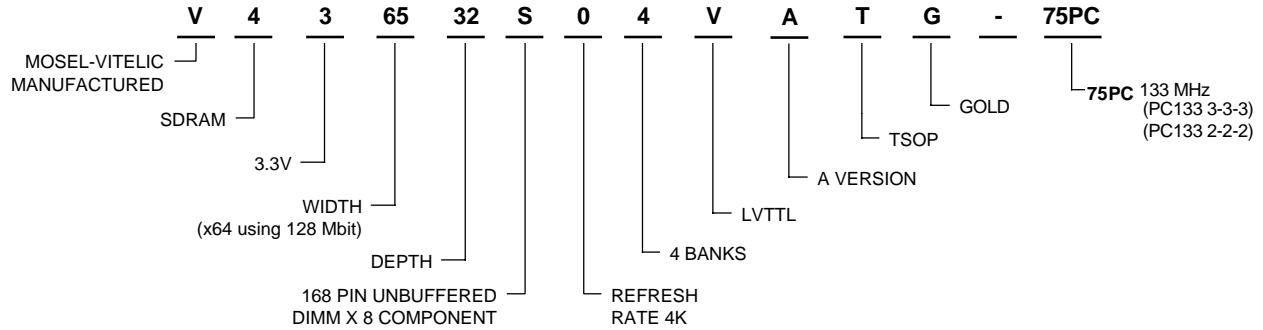 V 4 3 65 32 S 0 4 V A T G - 75PC
MOSEL-VITELIC
MANUFACTURED
SDRAM
3.3V
WIDTH
(x64 using 128 Mbit)
DEPTH
168 PIN UNBUFFERED
DIMM X 8 COMPONENT
REFRESH
RATE 4K
4 BANKS
LVTTL
A VERSION
TSOP
GOLD
75PC 133 MHz
(PC133 3-3-3)
(PC133 2-2-2)